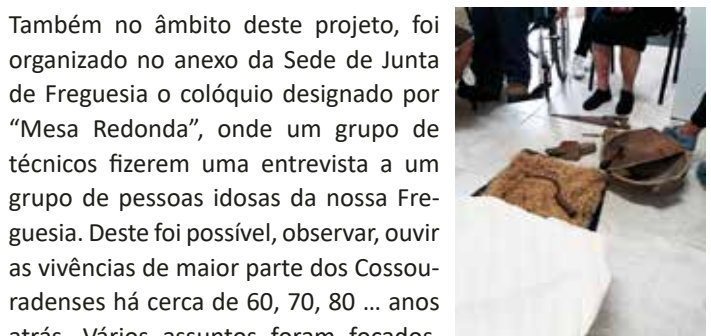 Também no âmbito deste projeto, foi
organizado no anexo da Sede de Junta
de Freguesia o colóquio designado por
“Mesa Redonda”, onde um grupo de
técnicos fizerem uma entrevista a um
grupo de pessoas idosas da nossa Fre-
guesia. Deste foi possível, observar, ouvir
as vivências de maior parte dos Cossou-
radenses há cerca de 60, 70, 80 ... anos
atrás. Vários assuntos foram focados,